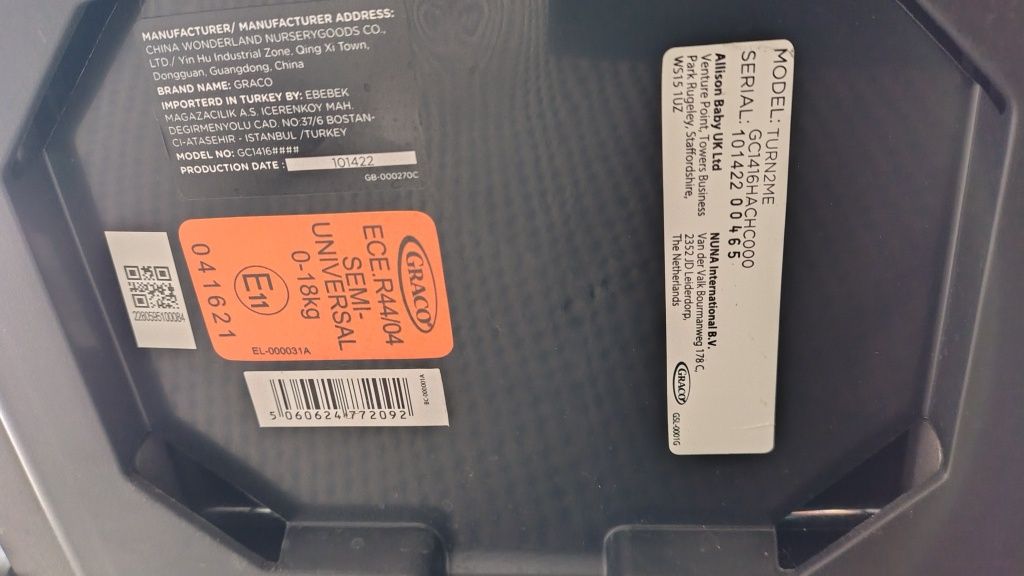 MANUFACTURER/ MANUFACTURER ADDRESS:
CHINA WONDERLAND NURSERYGOODS CO.,
LTD/ Yin Hu Industrial Zone, Qing Xi Town,
Dongguan, Guangdong, China
BRAND NAME: GRACO
IMPORTERD IN TURKEY BY: EBEBEK
MAGAZACILIK A.S. ICERENKOY MAH.
DEGIRMENYOLU CAD. NO:37/6 BOSTAN-
CI-ATASEHIR - ISTANBUL /TURKEY
MODEL NO: GC1416####
PRODUCTION DATE : 101422
GB-000270C
GRACO
ECE.R44/04
SEMI-
UNIVERSAL
0-18kg
E11
041621
EL-000031A
5 060624 772092
MODEL: TURN2ME
GC1416HACHC000
SERIAL: 101422 00465
Allison Baby UK Ltd
Venture Point, Towers Business
Park Rugeley, Staffordshire,
WS15 1UZ
NUNA International B.V.
Van der Valk Boumanweg 178 C,
2352 JD Leiderdorp,
The Netherlands
GRACO
GSL-0001G